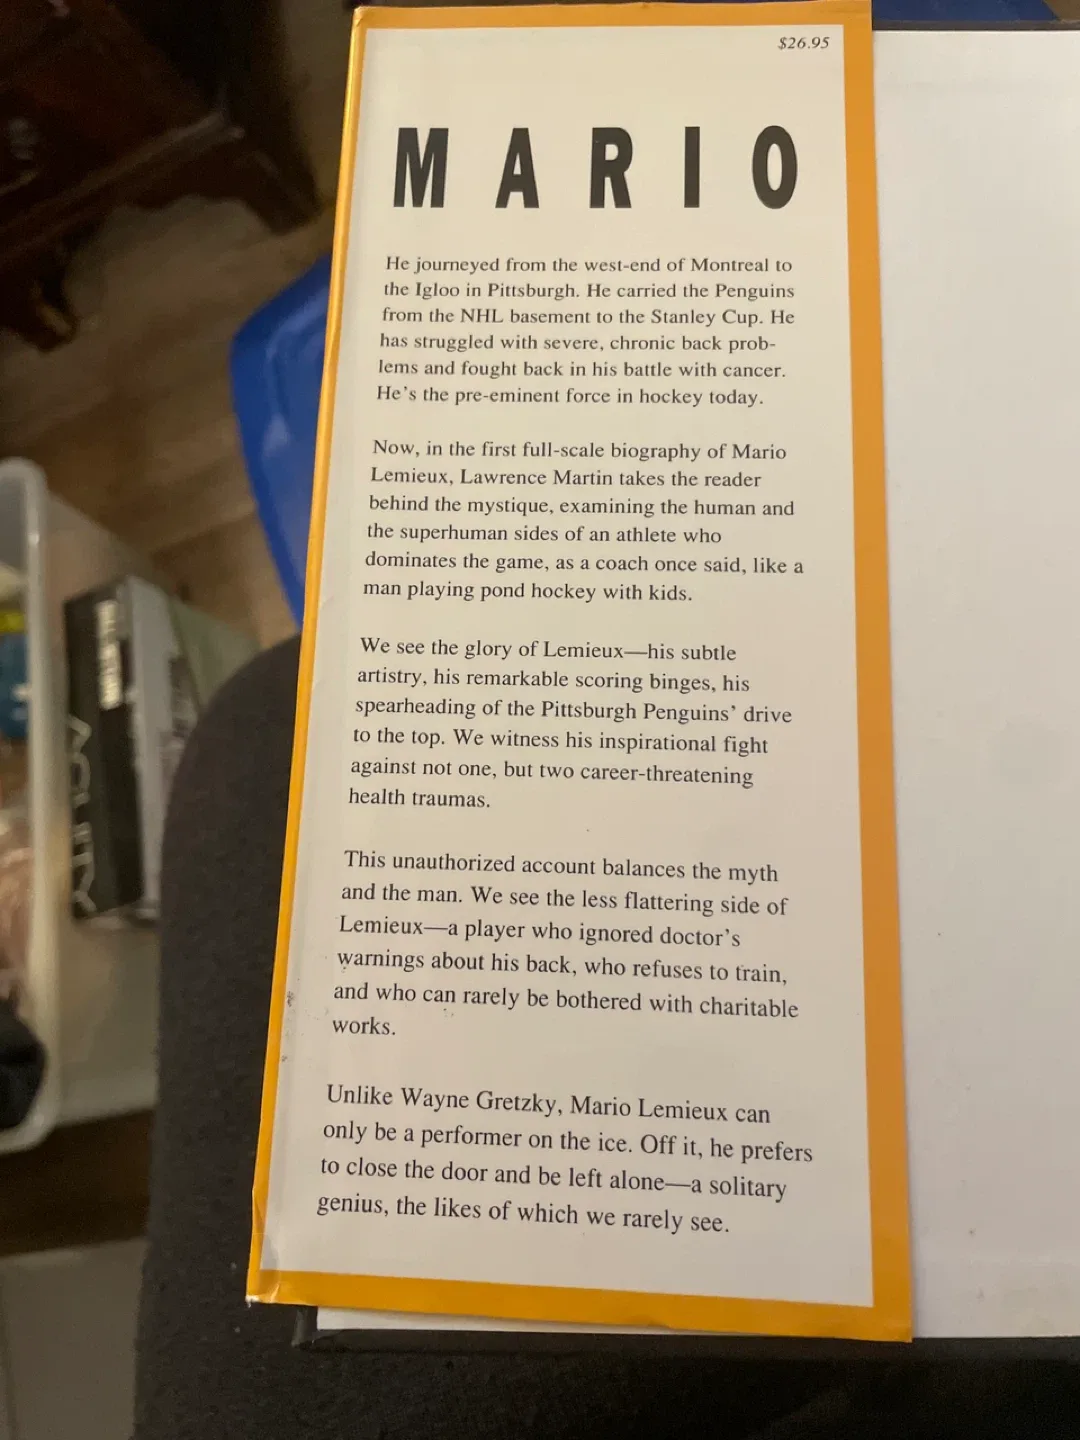 $26.95
MARIO
He journeyed from the west-end of Montreal to
the Igloo in Pittsburgh. He carried the Penguins
from the NHL basement to the Stanley Cup. He
has struggled with severe, chronic back prob-
lems and fought back in his battle with cancer.
He's the pre-eminent force in hockey today.
Now, in the first full-scale biography of Mario
Lemieux, Lawrence Martin takes the reader
behind the mystique, examining the human and
the superhuman sides of an athlete who
dominates the game, as a coach once said, like a
man playing pond hockey with kids.
We see the glory of Lemieux—his subtle
artistry, his remarkable scoring binges, his
spearheading of the Pittsburgh Penguins' drive
to the top. We witness his inspirational fight
against not one, but two career-threatening
health traumas.
This unauthorized account balances the myth
and the man. We see the less flattering side of
Lemieux—a player who ignored doctor's
warnings about his back, who refuses to train,
and who can rarely be bothered with charitable
works.
Unlike Wayne Gretzky, Mario Lemieux can
only be a performer on the ice. Off it, he prefers
to close the door and be left alone—a solitary
genius, the likes of which we rarely see.